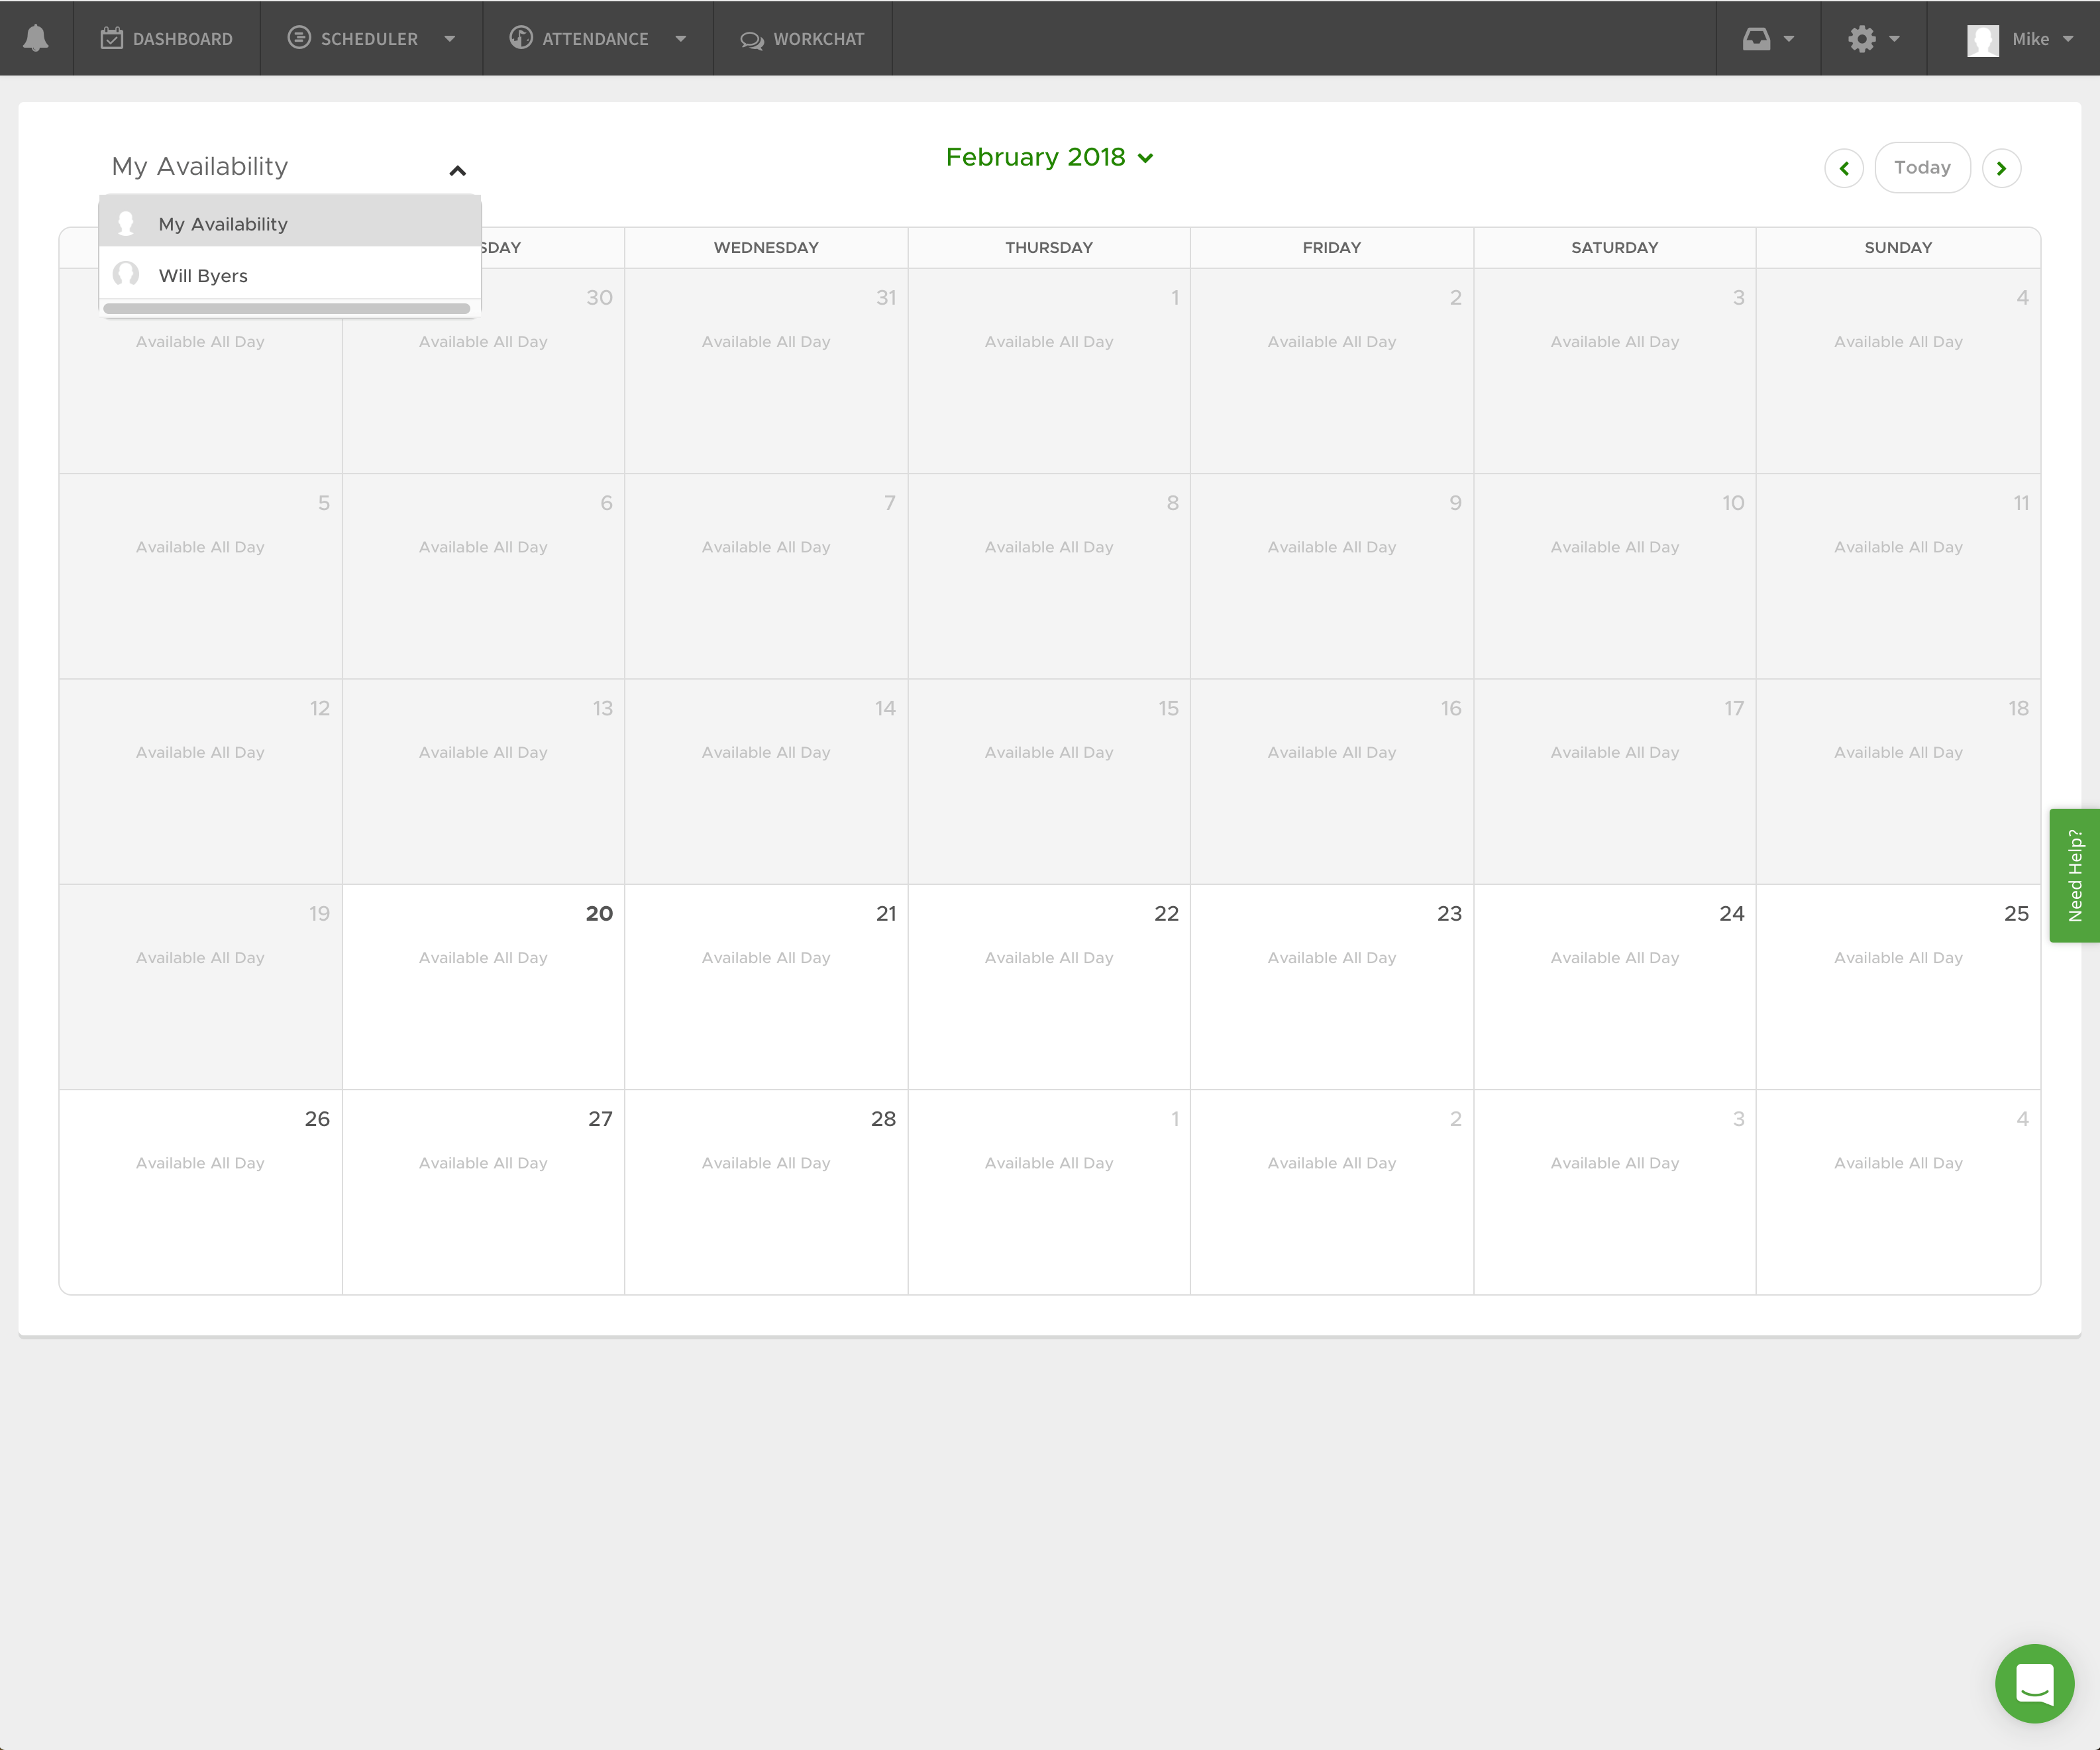 DASHBOARD SCHEDULER ATTENDANCE WORKCHAT Mike
My Availability February 2018 Today
My Availability
SDAY WEDNESDAY THURSDAY FRIDAY SATURDAY SUNDAY
Will Byers
30 31 1 2 3 4
Available All Day Available All Day Available All Day Available All Day Available All Day Available All Day Available All Day
5 6 7 8 9 10 11
Available All Day Available All Day Available All Day Available All Day Available All Day Available All Day Available All Day
12 13 14 15 16 17 18
Available All Day Available All Day Available All Day Available All Day Available All Day Available All Day Available All Day
Need Help?
19 20 21 22 23 24 25
Available All Day Available All Day Available All Day Available All Day Available All Day Available All Day Available All Day
26 27 28 1 2 3 4
Available All Day Available All Day Available All Day Available All Day Available All Day Available All Day Available All Day